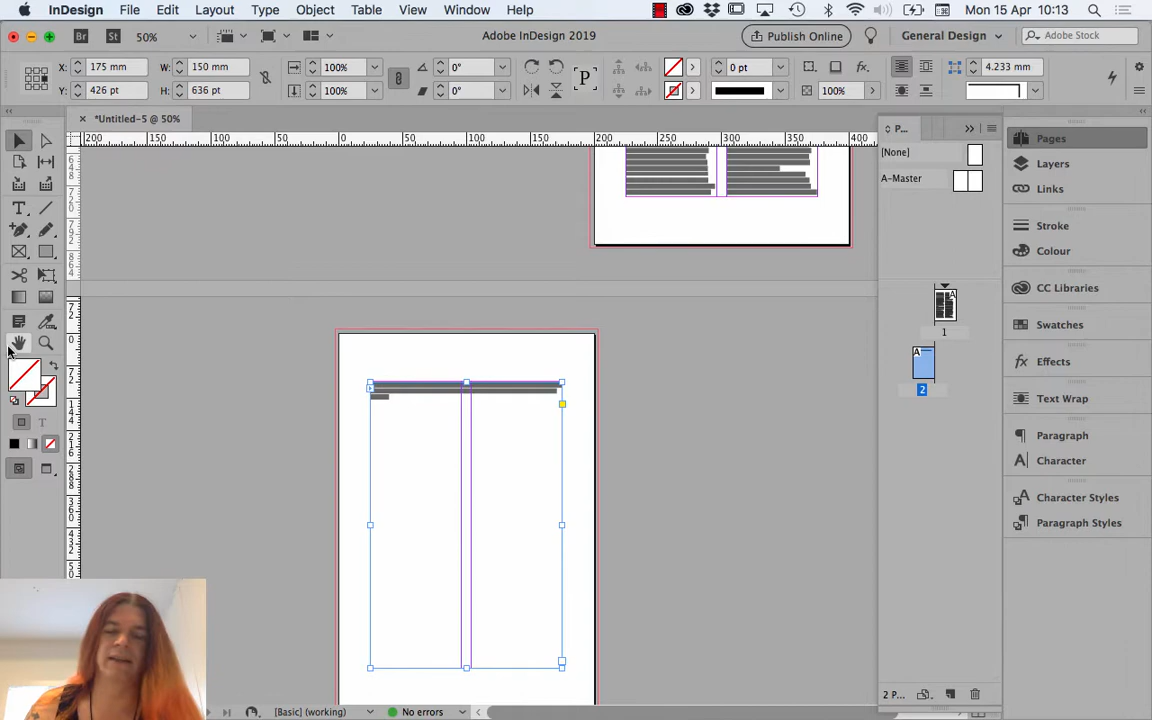 InDesign File Edit Layout Type Object Table View Window Help Mon 15 Apr 10:13
Br St 50% Adobe InDesign 2019 Publish Online General Design Adobe Stock
X: 175 mm W: 150 mm 100% 0° P 0 pt fx. 4.233 mm
Y: 426 pt H: 636 pt 100% 0° 100%
× *Untitled-5 @ 50%
200 150 100 50 0 50 100 150 200 250 300 350 400
P...
[None]
A-Master
A
1
A
2
2 P...
Pages
Layers
Links
Stroke
Colour
CC Libraries
Swatches
Effects
Text Wrap
Paragraph
Character
Character Styles
Paragraph Styles
[Basic] (working) No errors